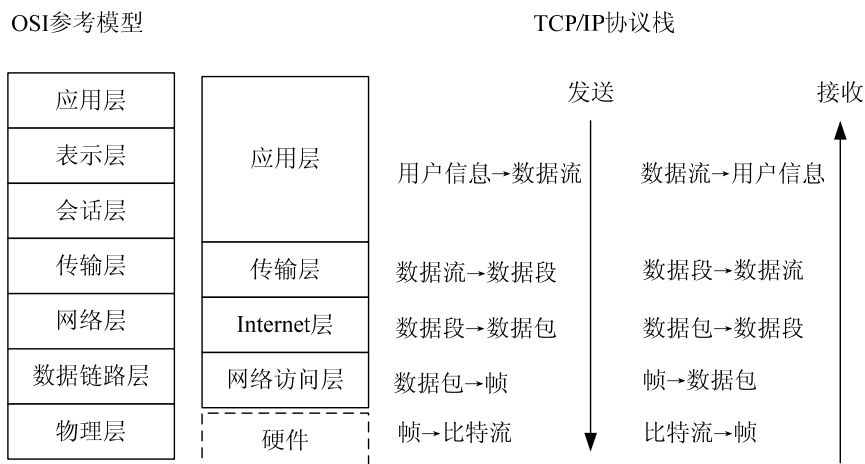 OSI参考模型
TCP/IP协议栈
应用层
表示层
会话层
传输层
网络层
数据链路层
物理层
应用层
传输层
Internet层
网络访问层
硬件
发送
接收
用户信息→数据流
数据流→用户信息
数据流→数据段
数据段→数据流
数据段→数据包
数据包→数据段
数据包→帧
帧→数据包
帧→比特流
比特流→帧